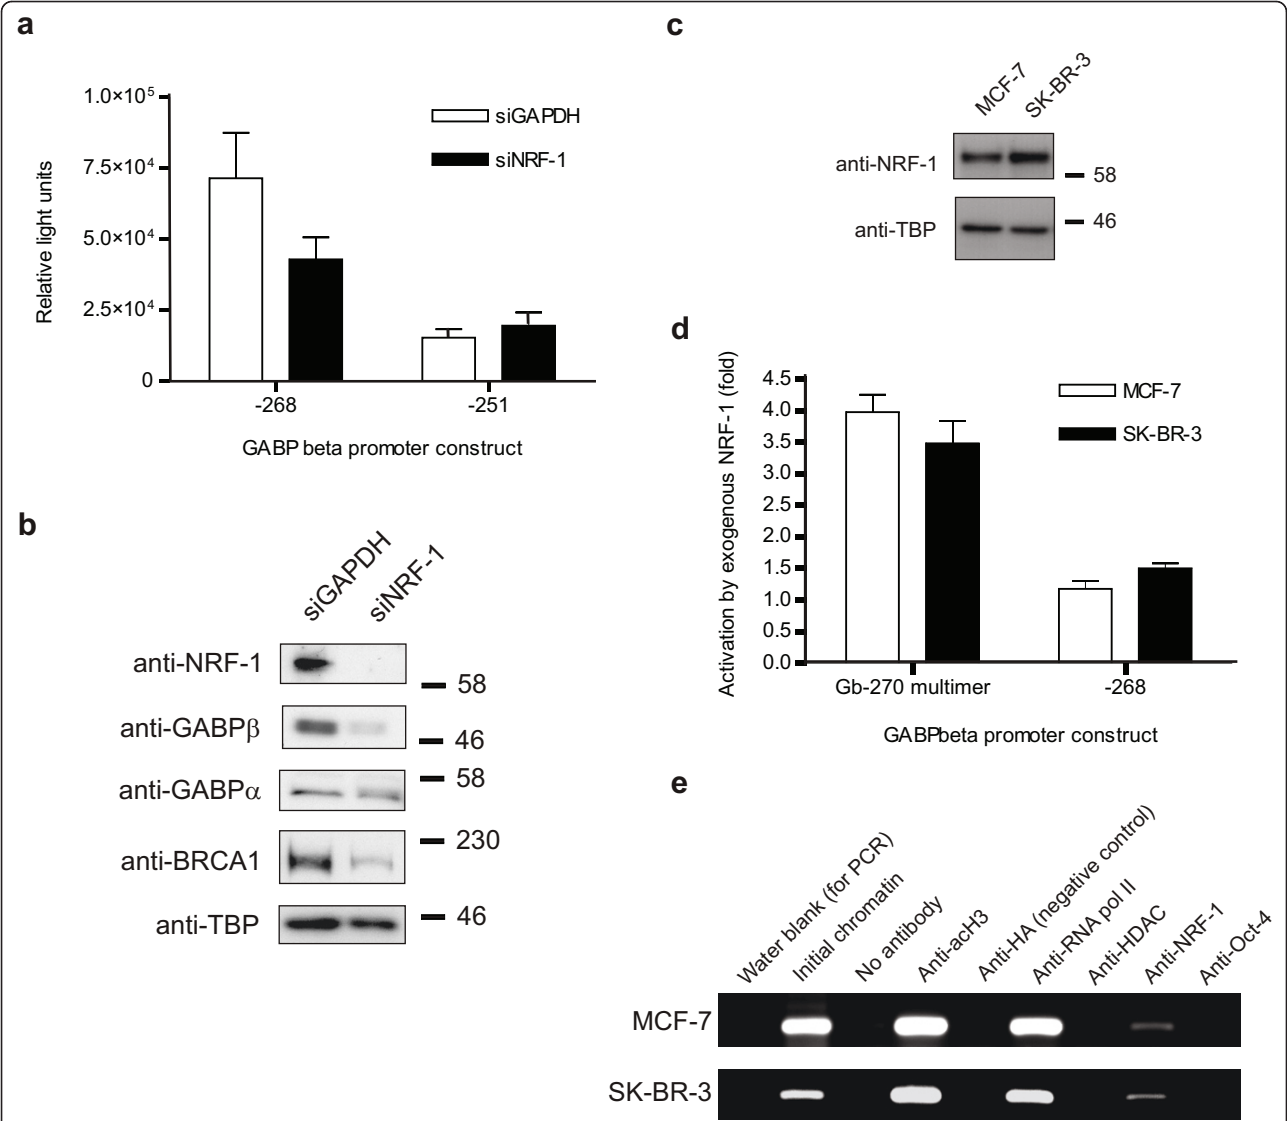 a
1.0×10⁵
7.5×10⁴
5.0×10⁴
2.5×10⁴
0
Relative light units
siGAPDH
siNRF-1
-268
-251
GABP beta promoter construct
b
siGAPDH
siNRF-1
anti-NRF-1
58
anti-GABPβ
46
anti-GABPα
58
anti-BRCA1
230
anti-TBP
46
c
MCF-7
SK-BR-3
anti-NRF-1
58
anti-TBP
46
d
Activation by exogenous NRF-1 (fold)
4.5
4.0
3.5
3.0
2.5
2.0
1.5
1.0
0.5
0.0
MCF-7
SK-BR-3
Gb-270 multimer
-268
GABPbeta promoter construct
e
Water blank (for PCR)
Initial chromatin
No antibody
Anti-acH3
Anti-HA (negative control)
Anti-RNA pol II
Anti-HDAC
Anti-NRF-1
Anti-Oct-4
MCF-7
SK-BR-3